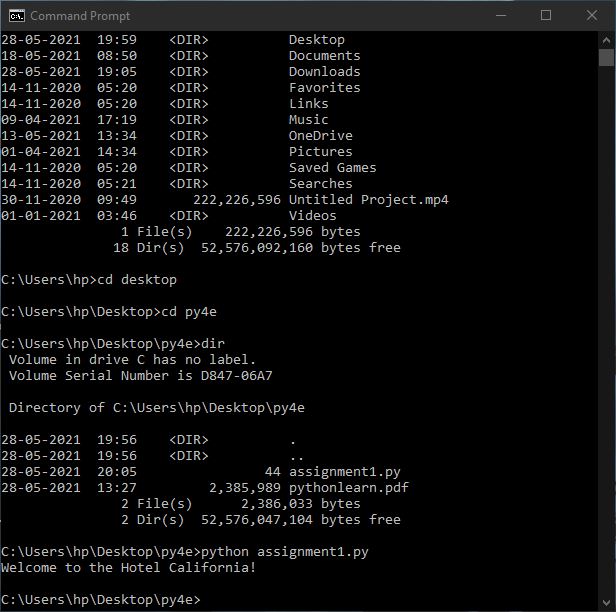 C:\. Command Prompt
28-05-2021  19:59    <DIR>          Desktop
18-05-2021  08:50    <DIR>          Documents
28-05-2021  19:05    <DIR>          Downloads
14-11-2020  05:20    <DIR>          Favorites
14-11-2020  05:20    <DIR>          Links
09-04-2021  17:19    <DIR>          Music
13-05-2021  13:34    <DIR>          OneDrive
01-04-2021  14:34    <DIR>          Pictures
14-11-2020  05:20    <DIR>          Saved Games
14-11-2020  05:21    <DIR>          Searches
30-11-2020  09:49       222,226,596 Untitled Project.mp4
01-01-2021  03:46    <DIR>          Videos
               1 File(s)    222,226,596 bytes
              18 Dir(s)  52,576,092,160 bytes free
C:\Users\hp>cd desktop
C:\Users\hp\Desktop>cd py4e
C:\Users\hp\Desktop\py4e>dir
 Volume in drive C has no label.
 Volume Serial Number is D847-06A7
 Directory of C:\Users\hp\Desktop\py4e
28-05-2021  19:56    <DIR>          .
28-05-2021  19:56    <DIR>          ..
28-05-2021  20:05                44 assignment1.py
28-05-2021  13:27         2,385,989 pythonlearn.pdf
               2 File(s)      2,386,033 bytes
               2 Dir(s)  52,576,047,104 bytes free
C:\Users\hp\Desktop\py4e>python assignment1.py
Welcome to the Hotel California!
C:\Users\hp\Desktop\py4e>